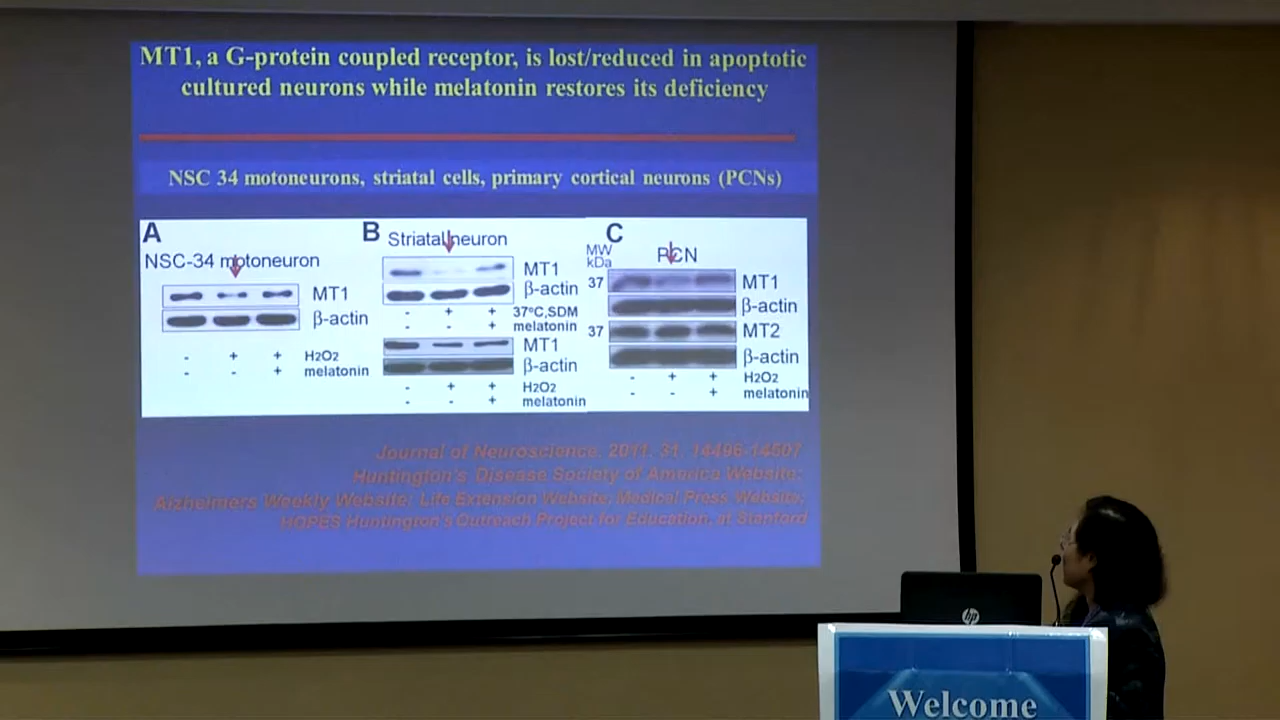 MT1, a G-protein coupled receptor, is lost/reduced in apoptotic
cultured neurons while melatonin restores its deficiency
NSC 34 motoneurons, striatal cells, primary cortical neurons (PCNs)
A
NSC-34 motoneuron
MT1
β-actin
- + + H2O2
- - + melatonin
B
Striatal neuron
MT1
β-actin
- + + 37°C,SDM
- - + melatonin
MT1
β-actin
- + + H2O2
- - + melatonin
C
MW
kDa
PCN
37 MT1
β-actin
37 MT2
β-actin
- + + H2O2
- - + melatonin
Journal of Neuroscience, 2011, 31, 14496-14507
Huntington's Disease Society of America Website;
Alzheimers Weekly Website; Life Extension Website; Medical Press Website;
HOPES Huntington's Outreach Project for Education, at Stanford
hp
Welcome